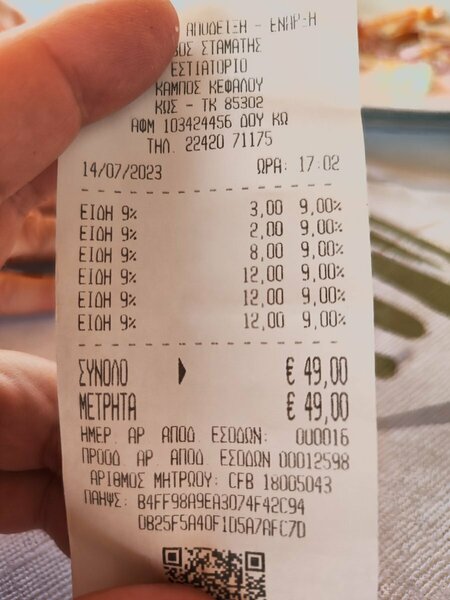 ΑΠΟΔΕΙΞΗ - ΕΝΑΡΞΗ
ΣΤΑΜΑΤΗΣ
ΕΣΤΙΑΤΟΡΙΟ
ΚΑΜΠΟΣ ΚΕΦΑΛΟΥ
ΚΩΣ - ΤΚ 85302
ΑΦΜ 103424456 ΔΟΥ ΚΩ
ΤΗΛ. 22420 71175
14/07/2023 ΩΡΑ: 17:02
ΕΙΔΗ 9% 3,00 9,00%
ΕΙΔΗ 9% 2,00 9,00%
ΕΙΔΗ 9% 8,00 9,00%
ΕΙΔΗ 9% 12,00 9,00%
ΕΙΔΗ 9% 12,00 9,00%
ΕΙΔΗ 9% 12,00 9,00%
ΣΥΝΟΛΟ € 49,00
ΜΕΤΡΗΤΑ € 49,00
ΗΜΕΡ. ΑΡ. ΑΠΟΔ. ΕΣΟΔΩΝ: 000016
ΠΡΟΟΔ. ΑΡ. ΑΠΟΔ. ΕΣΟΔΩΝ 00012598
ΑΡΙΘΜΟΣ ΜΗΤΡΩΟΥ: CFB 18005043
ΠΑΗΨΣ: B4FF98A9EA3074F42C94
0B25F5A40F1D5A7AFC7D